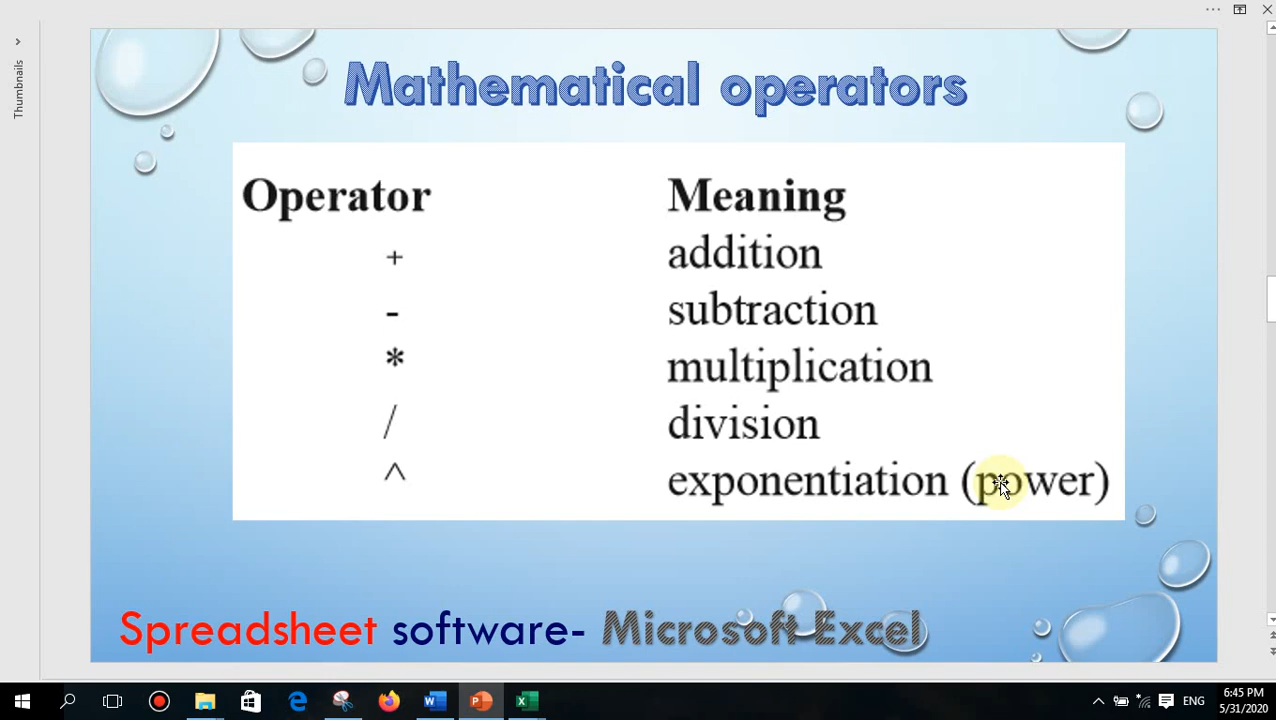 Thumbnails
Mathematical operators
Operator Meaning
+ addition
- subtraction
* multiplication
/ division
^ exponentiation (power)
Spreadsheet software- Microsoft Excel
ENG
6:45 PM
5/31/2020